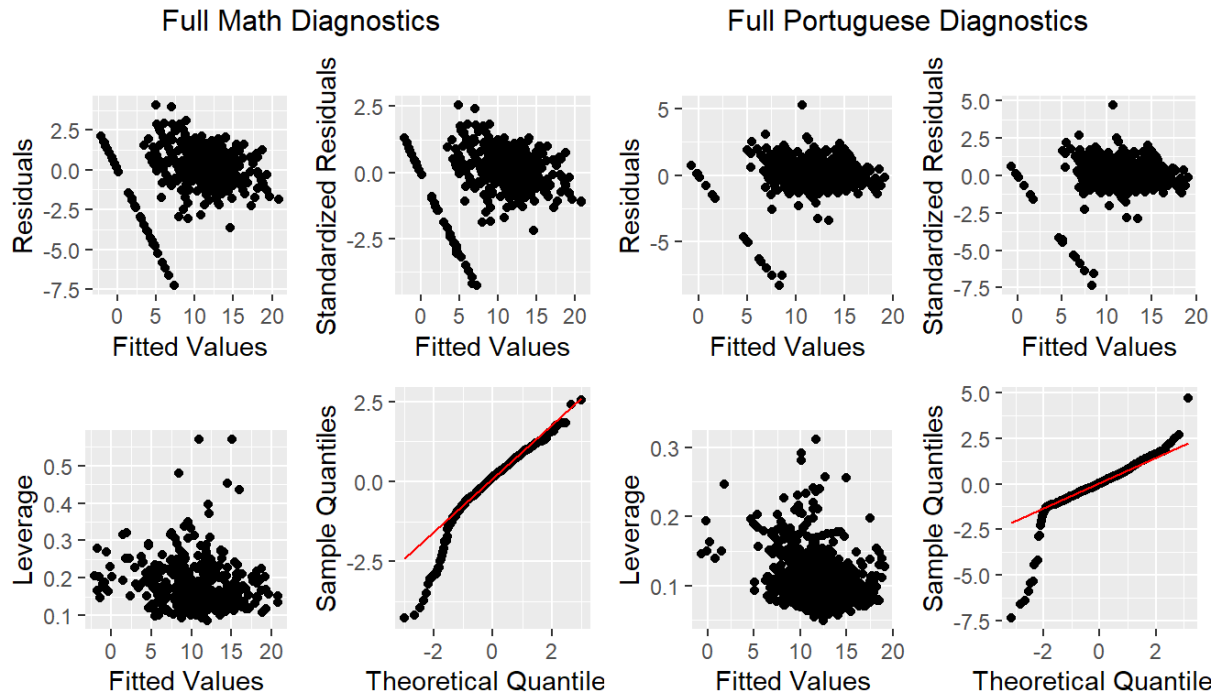 Full Math Diagnostics
Full Portuguese Diagnostics
Residuals
2.5
0.0
-2.5
-5.0
-7.5
0 5 10 15 20
Fitted Values
Standardized Residuals
2.5
0.0
-2.5
0 5 10 15 20
Fitted Values
Residuals
5
0
-5
0 5 10 15 20
Fitted Values
Standardized Residuals
5.0
2.5
0.0
-2.5
-5.0
-7.5
0 5 10 15 20
Fitted Values
Leverage
0.5
0.4
0.3
0.2
0.1
0 5 10 15 20
Fitted Values
Sample Quantiles
2.5
0.0
-2.5
-2 0 2
Theoretical Quantile
Leverage
0.3
0.2
0.1
0 5 10 15 20
Fitted Values
Sample Quantiles
5.0
2.5
0.0
-2.5
-5.0
-7.5
-2 0 2
Theoretical Quantile